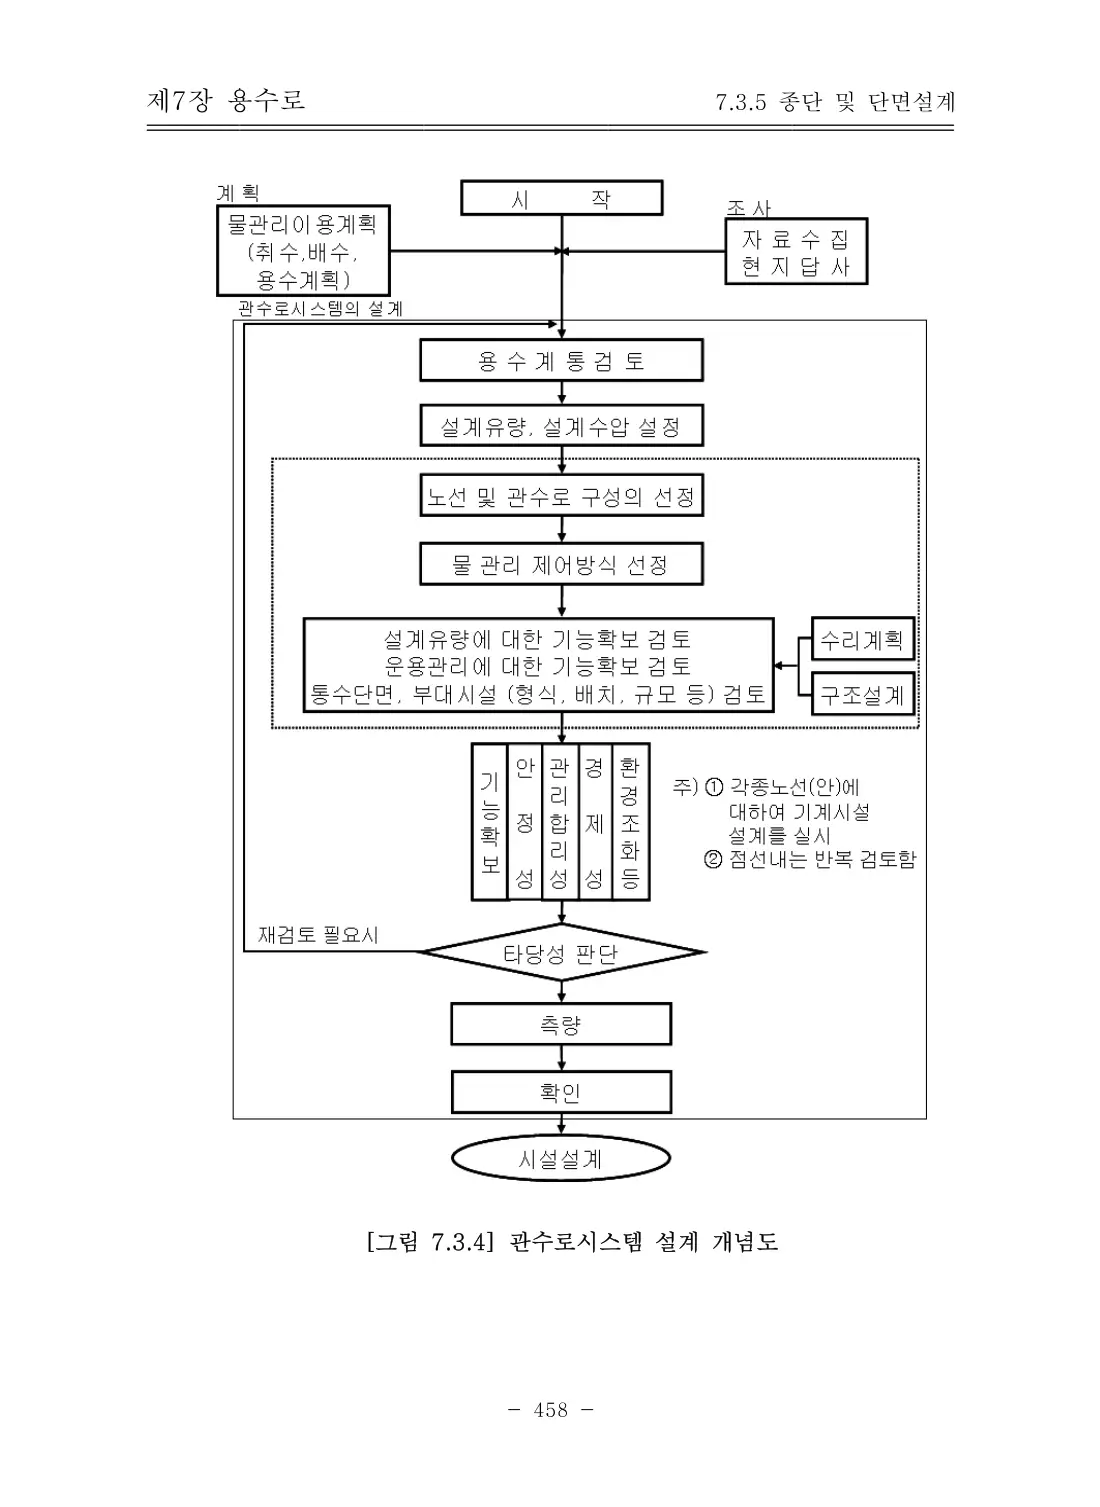 제7장 용수로
7.3.5 종단 및 단면설계
계 획
시 작
조 사
물관리이용계획
(취수,배수,
용수계획)
자 료 수 집
현 지 답 사
관수로시스템의 설계
용 수 계 통 검 토
설계유량, 설계수압 설정
노선 및 관수로 구성의 선정
물 관리 제어방식 선정
설계유량에 대한 기능확보 검토
운용관리에 대한 기능확보 검토
통수단면, 부대시설 (형식, 배치, 규모 등) 검토
수리계획
구조설계
기능확보
안정성
관리합리성
경제성
환경조화등
주) ① 각종노선(안)에
대하여 기계시설
설계를 실시
② 점선내는 반복 검토함
재검토 필요시
타당성 판단
측량
확인
시설설계
[그림 7.3.4] 관수로시스템 설계 개념도
- 458 -